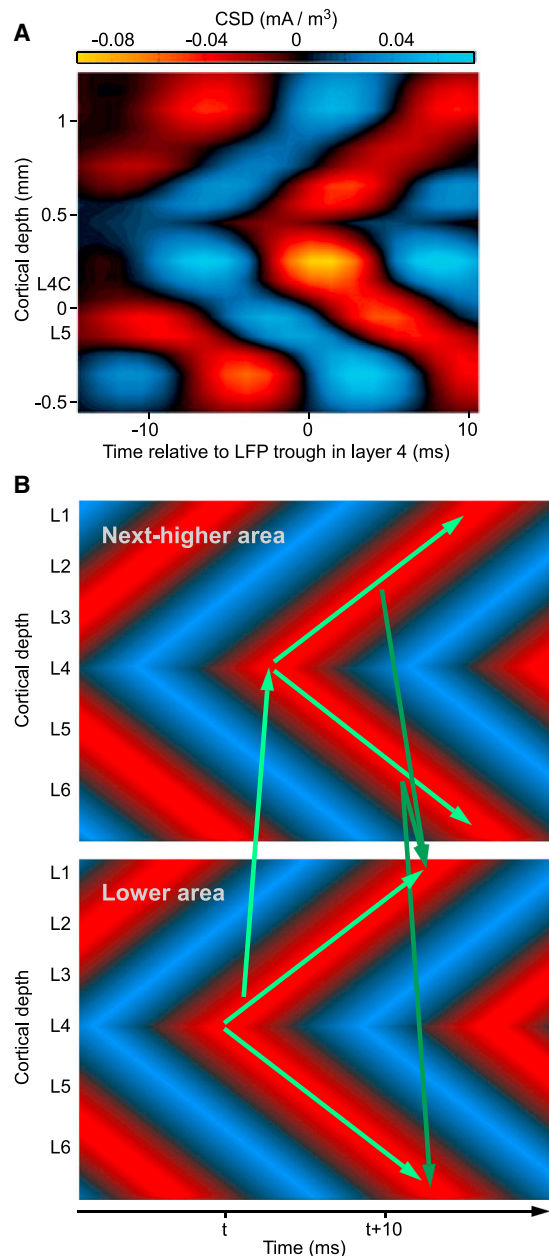 A
CSD (mA / m³)
-0.08 -0.04 0 0.04
Cortical depth (mm)
1
0.5
L4C
0
L5
-0.5
-10 0 10
Time relative to LFP trough in layer 4 (ms)
B
Next-higher area
Cortical depth
L1
L2
L3
L4
L5
L6
Lower area
Cortical depth
L1
L2
L3
L4
L5
L6
t t+10
Time (ms)